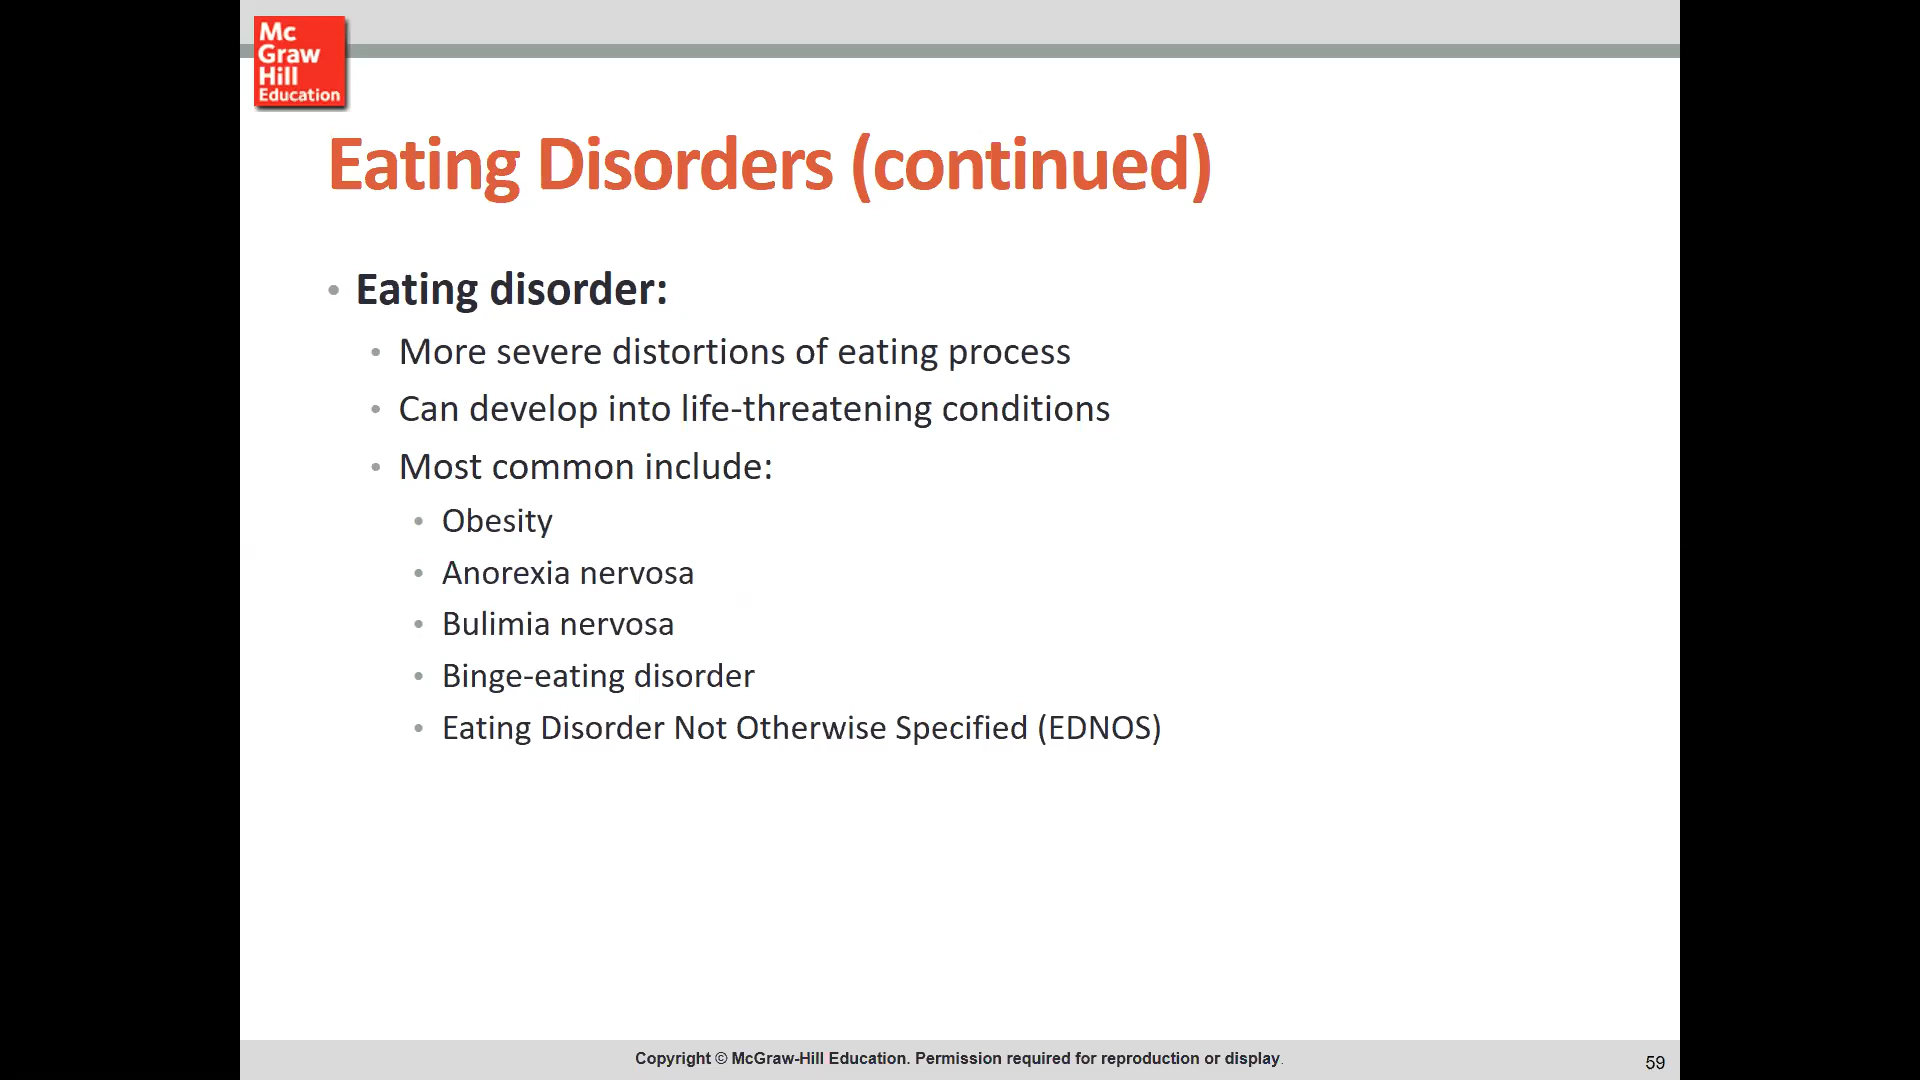 Mc
Graw
Hill
Education
Eating Disorders (continued)
• Eating disorder:
• More severe distortions of eating process
• Can develop into life-threatening conditions
• Most common include:
• Obesity
• Anorexia nervosa
• Bulimia nervosa
• Binge-eating disorder
• Eating Disorder Not Otherwise Specified (EDNOS)
Copyright © McGraw-Hill Education. Permission required for reproduction or display.
59